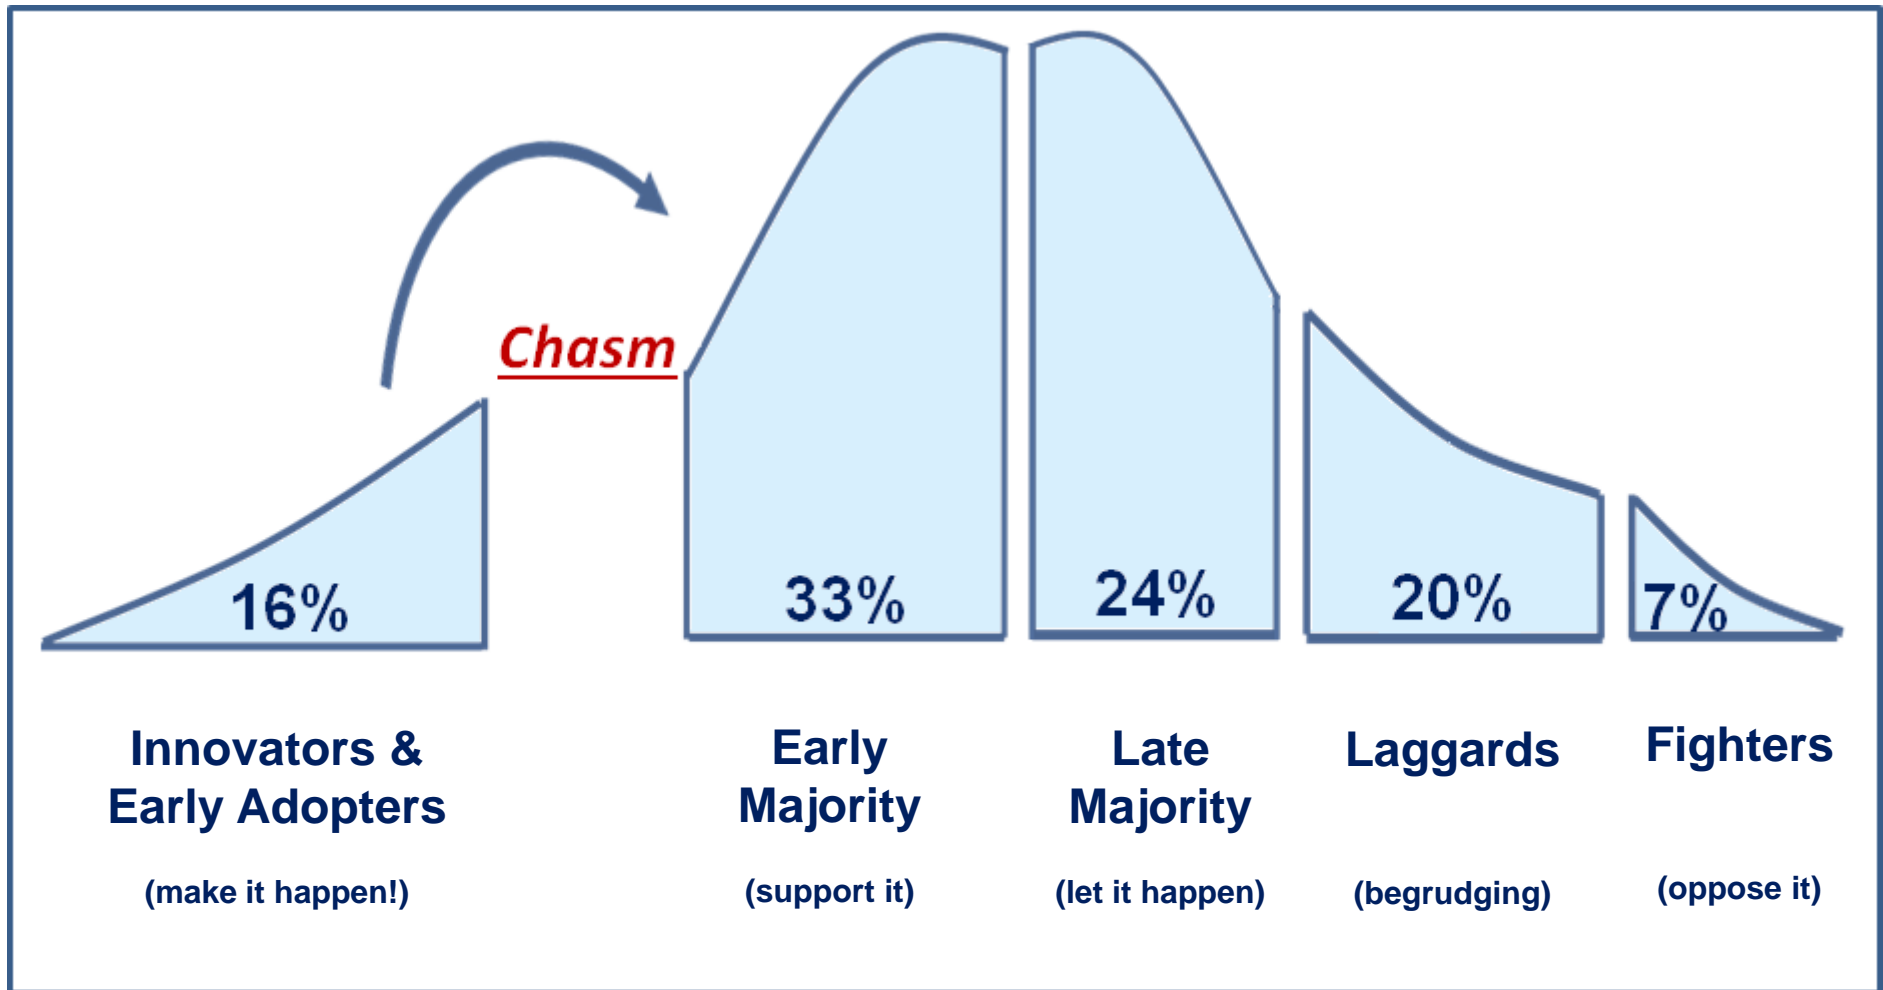 Chasm
16%
33%
24%
20%
7%
Innovators &
Early Adopters
(make it happen!)
Early
Majority
(support it)
Late
Majority
(let it happen)
Laggards
(begrudging)
Fighters
(oppose it)